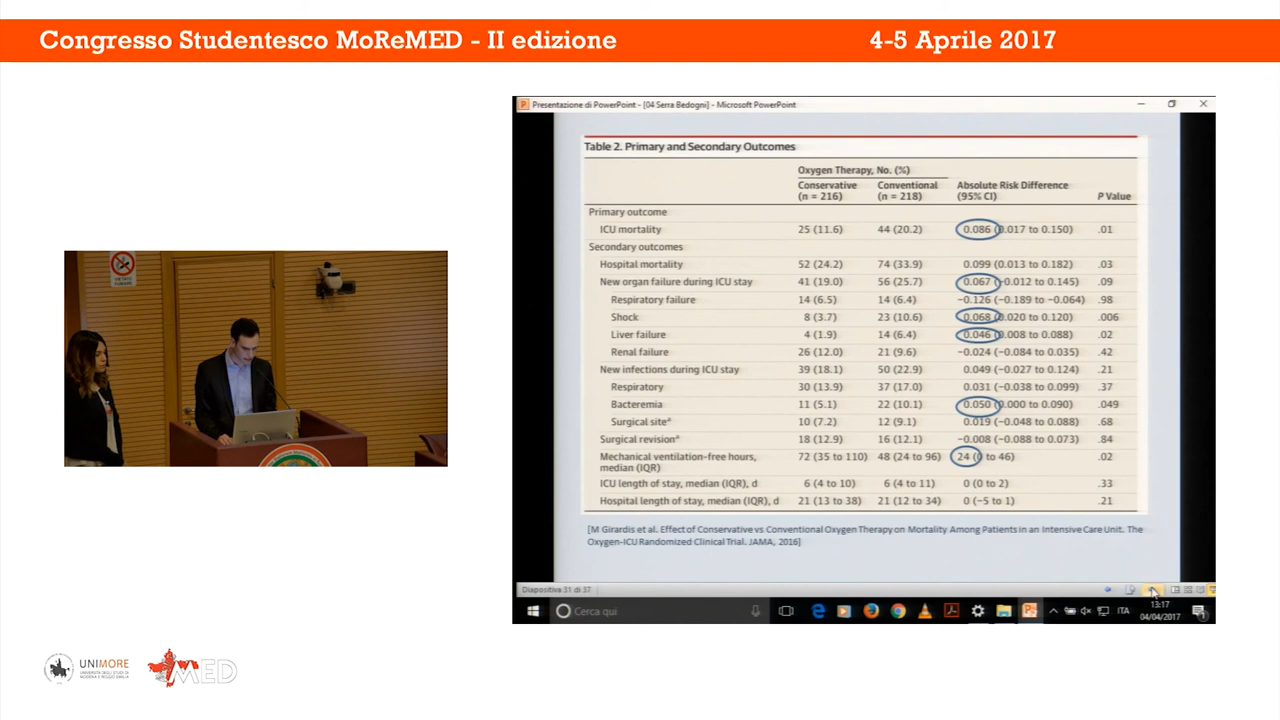 Congresso Studentesco MoReMED - II edizione 4-5 Aprile 2017
Presentazione di PowerPoint - [04 Serra Bedogni] - Microsoft PowerPoint
Table 2. Primary and Secondary Outcomes
Oxygen Therapy, No. (%)
Conservative (n = 216) Conventional (n = 218) Absolute Risk Difference (95% CI) P Value
Primary outcome
ICU mortality 25 (11.6) 44 (20.2) 0.086 (0.017 to 0.150) .01
Secondary outcomes
Hospital mortality 52 (24.2) 74 (33.9) 0.099 (0.013 to 0.182) .03
New organ failure during ICU stay 41 (19.0) 56 (25.7) 0.067 (−0.012 to 0.145) .09
Respiratory failure 14 (6.5) 14 (6.4) −0.126 (−0.189 to −0.064) .98
Shock 8 (3.7) 23 (10.6) 0.068 (0.020 to 0.120) .006
Liver failure 4 (1.9) 14 (6.4) 0.046 (0.008 to 0.088) .02
Renal failure 26 (12.0) 21 (9.6) −0.024 (−0.084 to 0.035) .42
New infections during ICU stay 39 (18.1) 50 (22.9) 0.049 (−0.027 to 0.124) .21
Respiratory 30 (13.9) 37 (17.0) 0.031 (−0.038 to 0.099) .37
Bacteremia 11 (5.1) 22 (10.1) 0.050 (0.000 to 0.090) .049
Surgical siteᵃ 10 (7.2) 12 (9.1) 0.019 (−0.048 to 0.088) .68
Surgical revisionᵃ 18 (12.9) 16 (12.1) −0.008 (−0.088 to 0.073) .84
Mechanical ventilation-free hours, median (IQR) 72 (35 to 110) 48 (24 to 96) 24 (0 to 46) .02
ICU length of stay, median (IQR), d 6 (4 to 10) 6 (4 to 11) 0 (0 to 2) .33
Hospital length of stay, median (IQR), d 21 (13 to 38) 21 (12 to 34) 0 (−5 to 1) .21
[M Girardis et al. Effect of Conservative vs Conventional Oxygen Therapy on Mortality Among Patients in an Intensive Care Unit. The
Oxygen-ICU Randomized Clinical Trial. JAMA, 2016]
Diapositiva 31 di 37
Cerca qui
ITA
13:17
04/04/2017
VIETATO
FUMARE
UNIMORE
UNIVERSITÀ DEGLI STUDI DI
MODENA E REGGIO EMILIA
MED